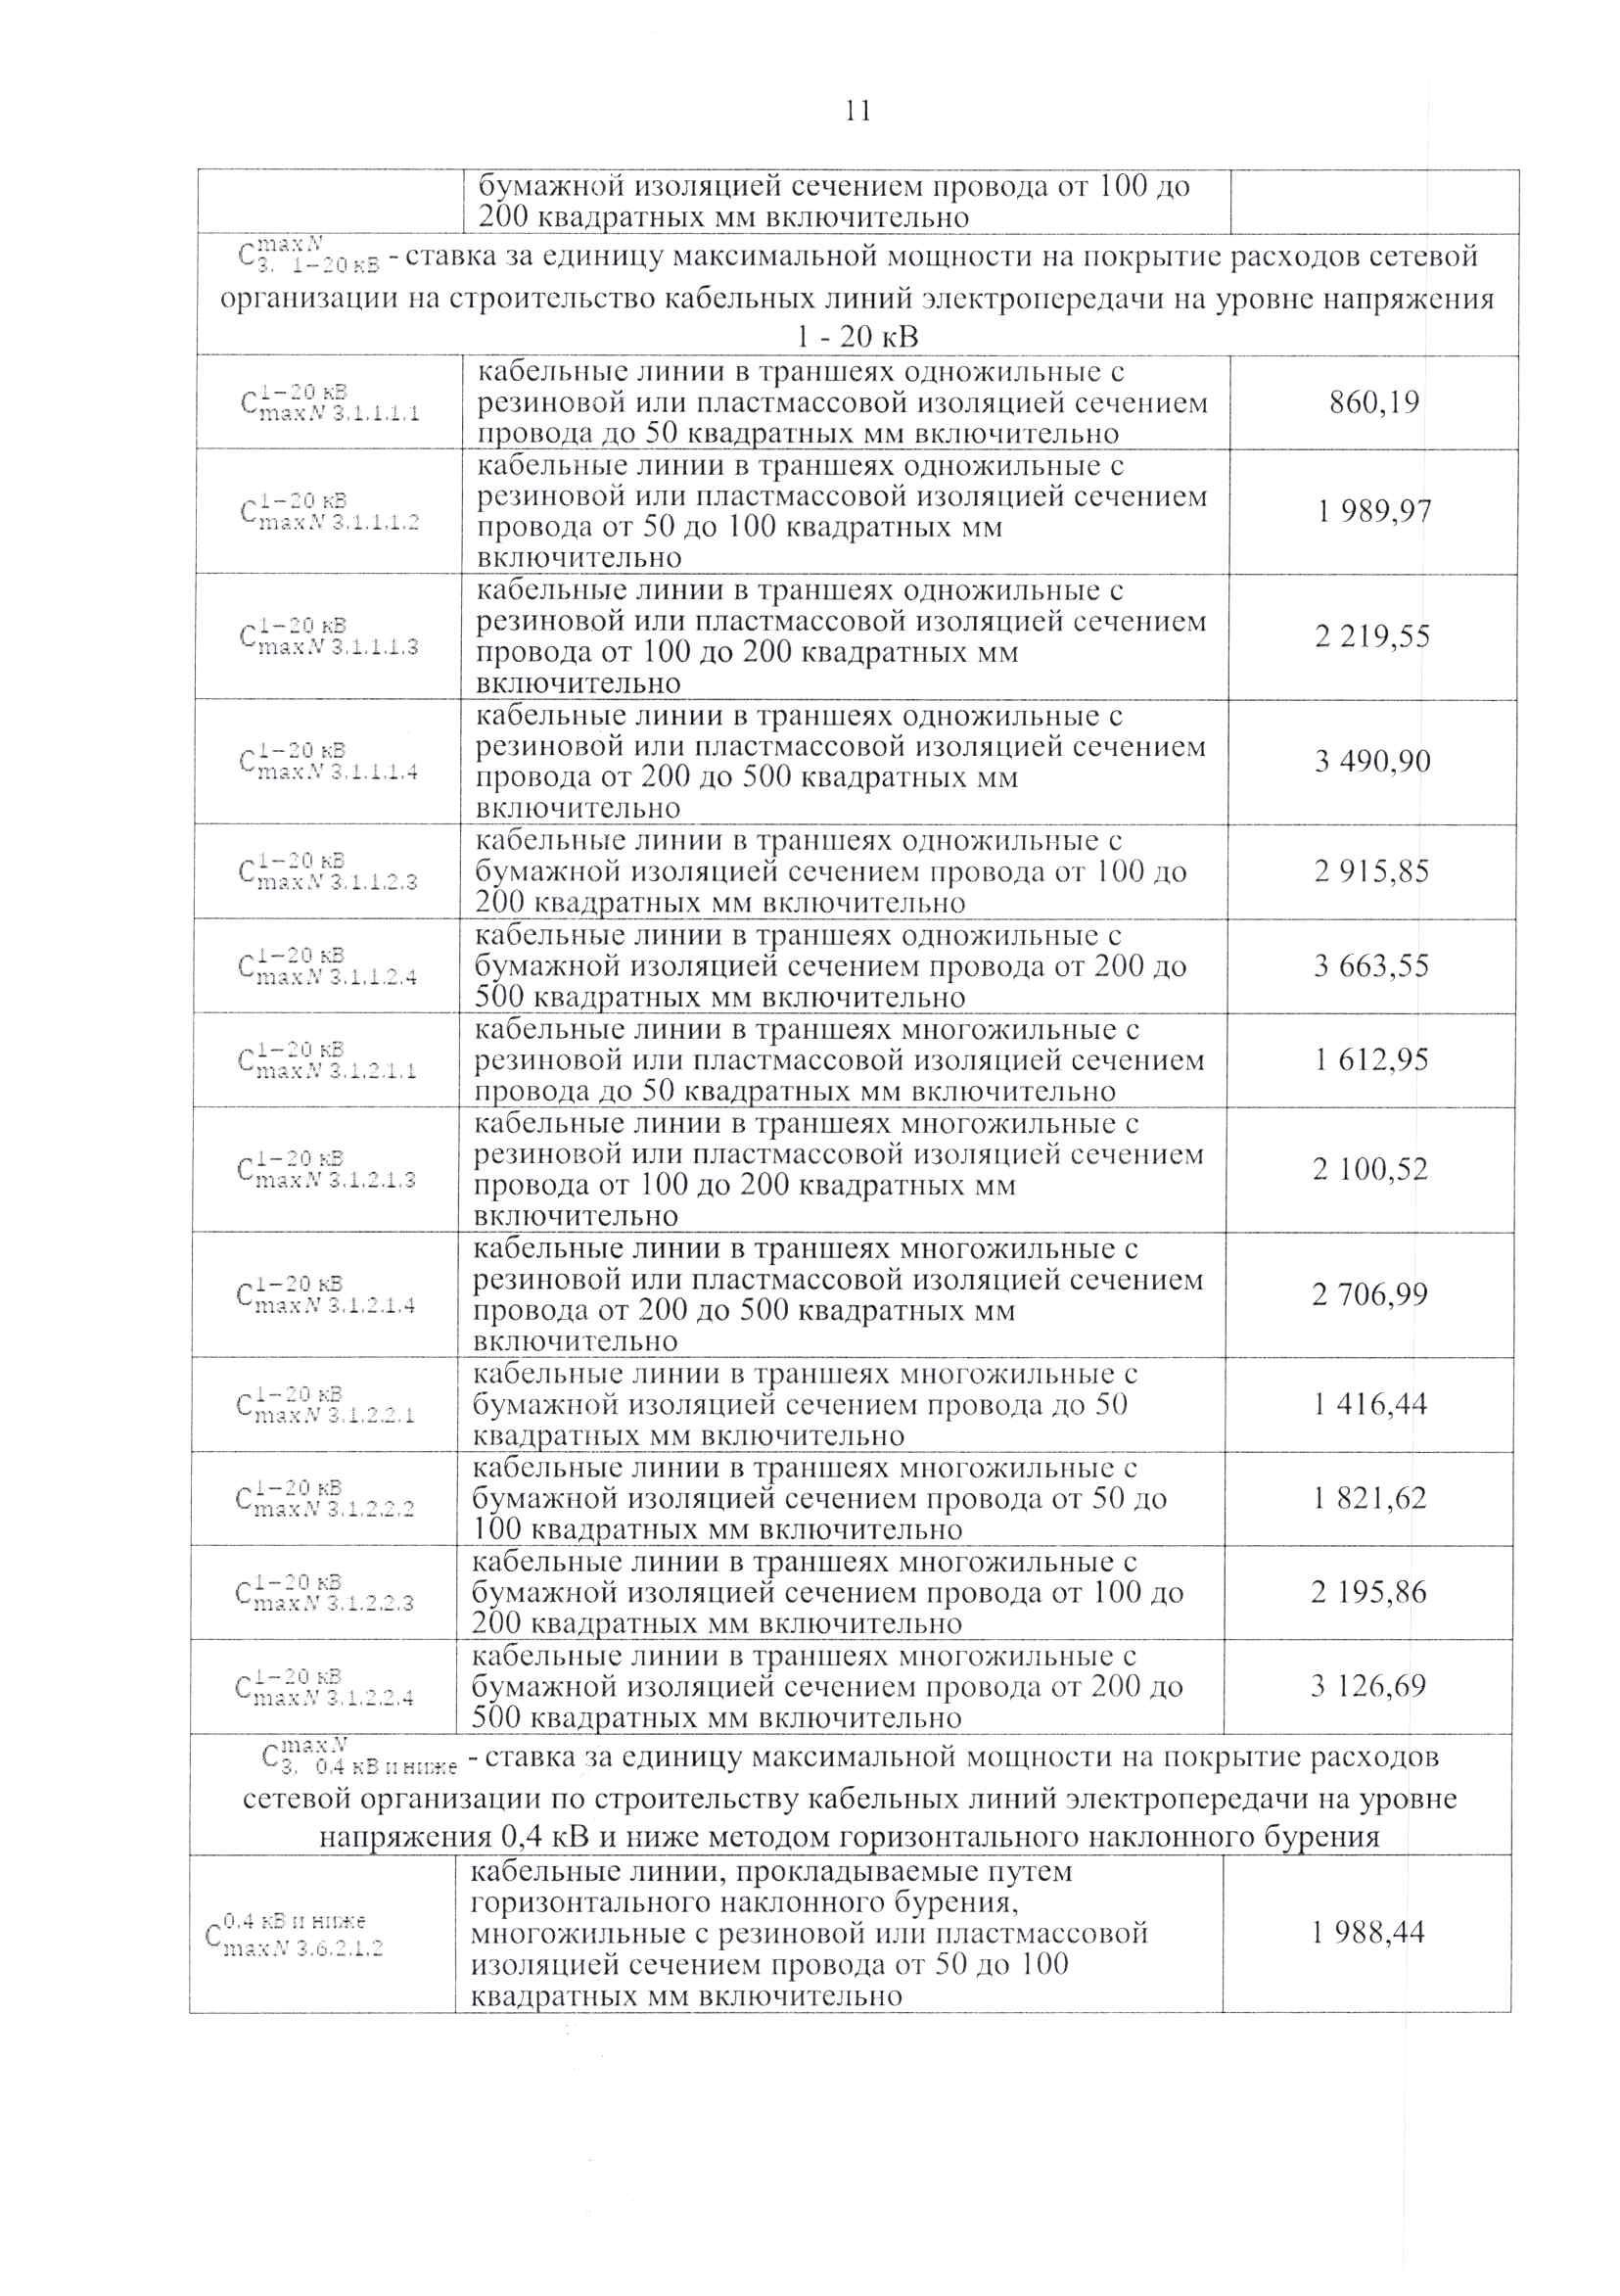 11
бумажной изоляцией сечением провода от 100 до
200 квадратных мм включительно
C^{maxN}_{3. 1–20 кВ} - ставка за единицу максимальной мощности на покрытие расходов сетевой
организации на строительство кабельных линий электропередачи на уровне напряжения
1 - 20 кВ
C^{1–20 кВ}_{maxN 3.1.1.1.1}
кабельные линии в траншеях одножильные с
резиновой или пластмассовой изоляцией сечением
провода до 50 квадратных мм включительно
860,19
C^{1–20 кВ}_{maxN 3.1.1.1.2}
кабельные линии в траншеях одножильные с
резиновой или пластмассовой изоляцией сечением
провода от 50 до 100 квадратных мм
включительно
1 989,97
C^{1–20 кВ}_{maxN 3.1.1.1.3}
кабельные линии в траншеях одножильные с
резиновой или пластмассовой изоляцией сечением
провода от 100 до 200 квадратных мм
включительно
2 219,55
C^{1–20 кВ}_{maxN 3.1.1.1.4}
кабельные линии в траншеях одножильные с
резиновой или пластмассовой изоляцией сечением
провода от 200 до 500 квадратных мм
включительно
3 490,90
C^{1–20 кВ}_{maxN 3.1.1.2.3}
кабельные линии в траншеях одножильные с
бумажной изоляцией сечением провода от 100 до
200 квадратных мм включительно
2 915,85
C^{1–20 кВ}_{maxN 3.1.1.2.4}
кабельные линии в траншеях одножильные с
бумажной изоляцией сечением провода от 200 до
500 квадратных мм включительно
3 663,55
C^{1–20 кВ}_{maxN 3.1.2.1.1}
кабельные линии в траншеях многожильные с
резиновой или пластмассовой изоляцией сечением
провода до 50 квадратных мм включительно
1 612,95
C^{1–20 кВ}_{maxN 3.1.2.1.3}
кабельные линии в траншеях многожильные с
резиновой или пластмассовой изоляцией сечением
провода от 100 до 200 квадратных мм
включительно
2 100,52
C^{1–20 кВ}_{maxN 3.1.2.1.4}
кабельные линии в траншеях многожильные с
резиновой или пластмассовой изоляцией сечением
провода от 200 до 500 квадратных мм
включительно
2 706,99
C^{1–20 кВ}_{maxN 3.1.2.2.1}
кабельные линии в траншеях многожильные с
бумажной изоляцией сечением провода до 50
квадратных мм включительно
1 416,44
C^{1–20 кВ}_{maxN 3.1.2.2.2}
кабельные линии в траншеях многожильные с
бумажной изоляцией сечением провода от 50 до
100 квадратных мм включительно
1 821,62
C^{1–20 кВ}_{maxN 3.1.2.2.3}
кабельные линии в траншеях многожильные с
бумажной изоляцией сечением провода от 100 до
200 квадратных мм включительно
2 195,86
C^{1–20 кВ}_{maxN 3.1.2.2.4}
кабельные линии в траншеях многожильные с
бумажной изоляцией сечением провода от 200 до
500 квадратных мм включительно
3 126,69
C^{maxN}_{3. 0.4 кВ и ниже} - ставка за единицу максимальной мощности на покрытие расходов
сетевой организации по строительству кабельных линий электропередачи на уровне
напряжения 0,4 кВ и ниже методом горизонтального наклонного бурения
C^{0.4 кВ и ниже}_{maxN 3.6.2.1.2}
кабельные линии, прокладываемые путем
горизонтального наклонного бурения,
многожильные с резиновой или пластмассовой
изоляцией сечением провода от 50 до 100
квадратных мм включительно
1 988,44